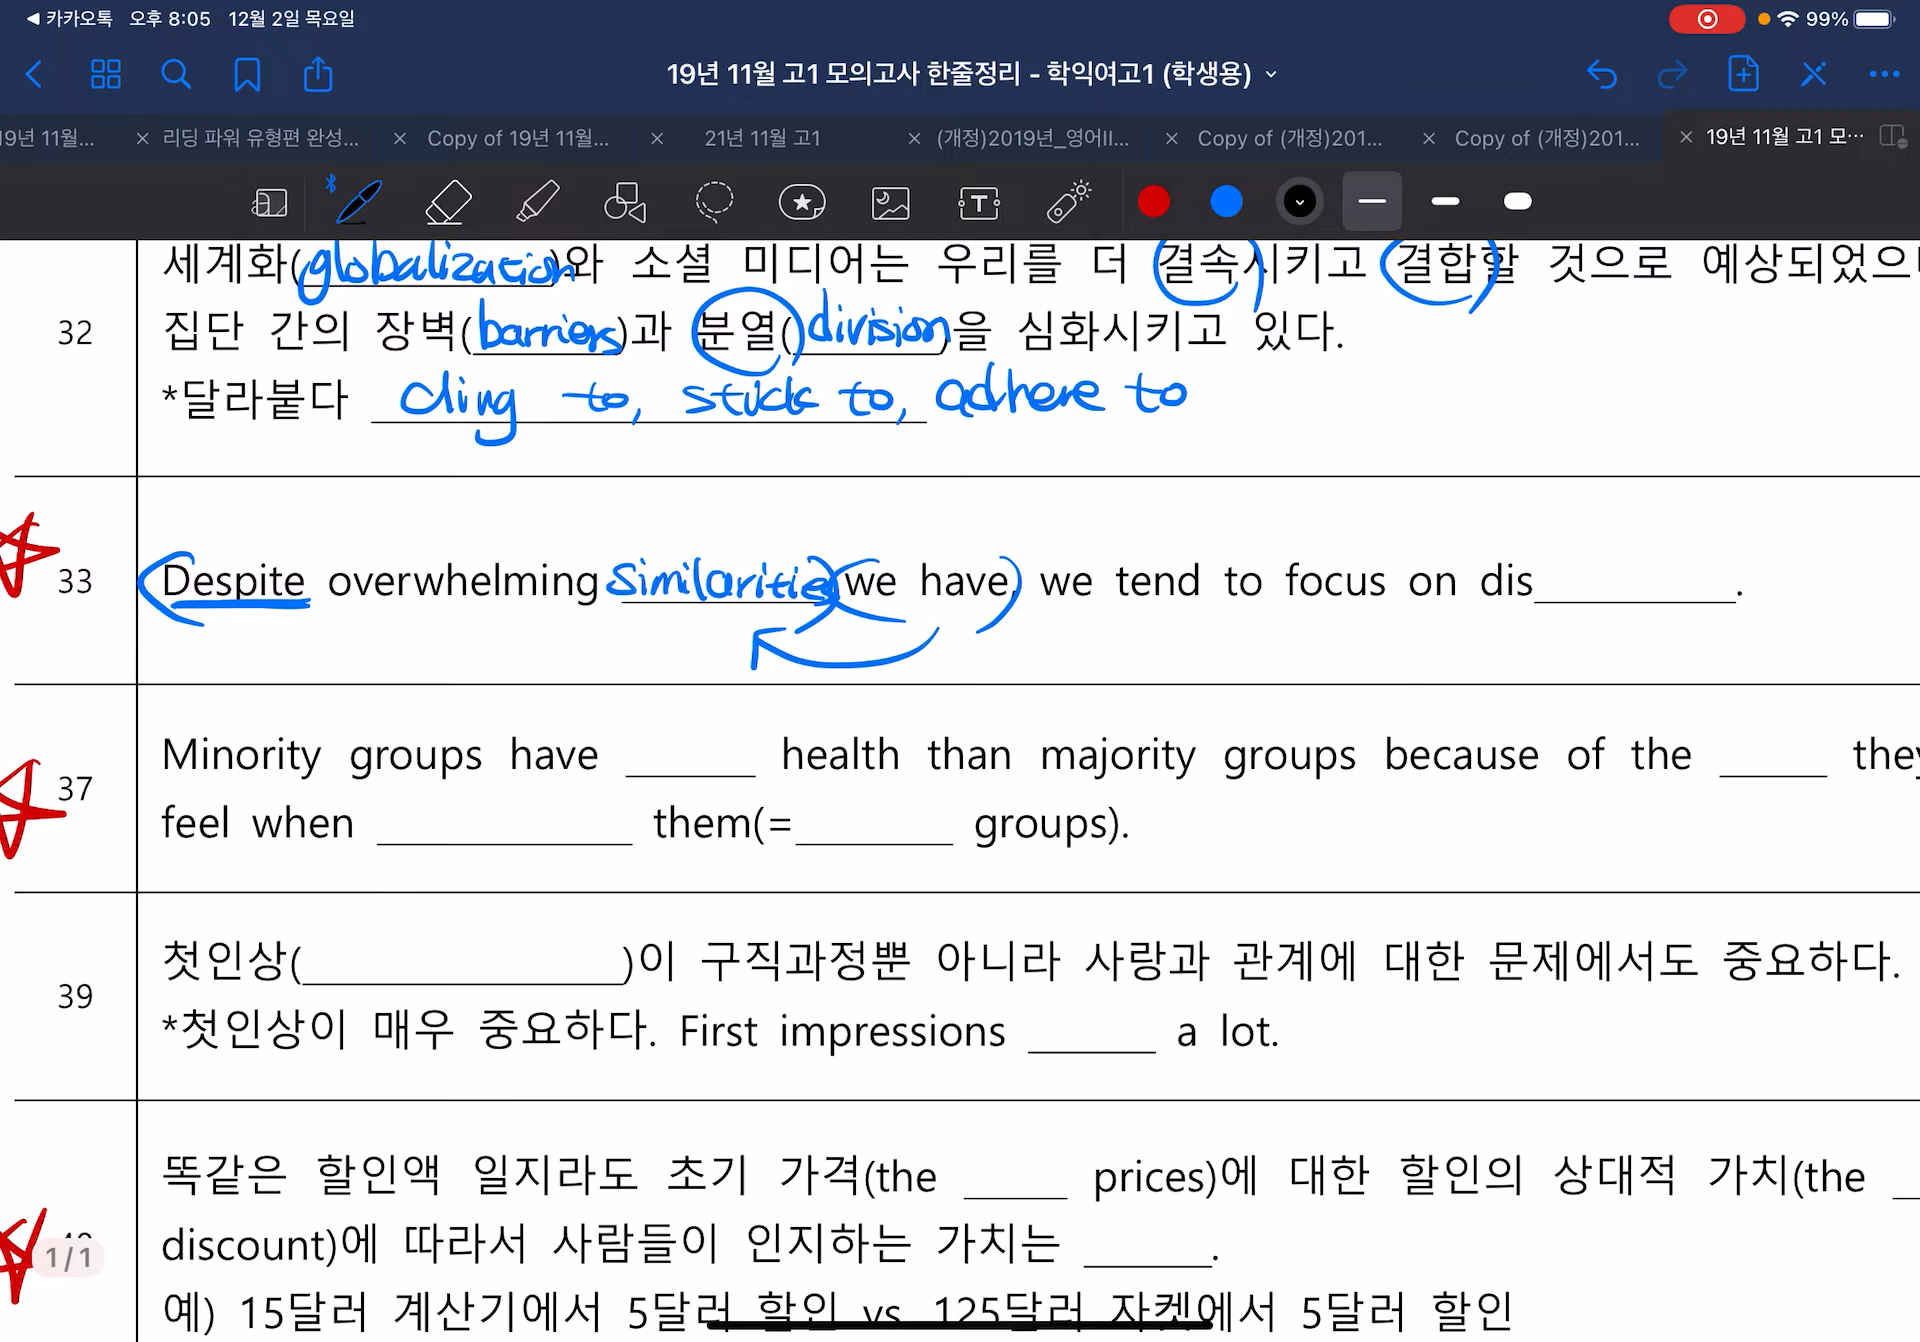 ◀ 카카오톡 오후 8:05 12월 2일 목요일 99%
19년 11월 고1 모의고사 한줄정리 - 학익여고1 (학생용)
19년 11월... × 리딩 파워 유형편 완성... × Copy of 19년 11월... × 21년 11월 고1 × (개정)2019년_영어II... × Copy of (개정)201... × Copy of (개정)201... × 19년 11월 고1 모...
세계화(globalization)와 소셜 미디어는 우리를 더 결속시키고 결합할 것으로 예상되었으
32 집단 간의 장벽(barriers)과 분열(division)을 심화시키고 있다.
*달라붙다 cling to, stick to, adhere to
33 Despite overwhelming similarities we have, we tend to focus on dis__________.
37 Minority groups have ______ health than majority groups because of the _____ they
feel when ____________ them(=________ groups).
39 첫인상(_______________)이 구직과정뿐 아니라 사랑과 관계에 대한 문제에서도 중요하다.
*첫인상이 매우 중요하다. First impressions ______ a lot.
똑같은 할인액 일지라도 초기 가격(the _____ prices)에 대한 할인의 상대적 가치(the _
discount)에 따라서 사람들이 인지하는 가치는 ______.
1/1
예) 15달러 계산기에서 5달러 할인 vs 125달러 자켓에서 5달러 할인